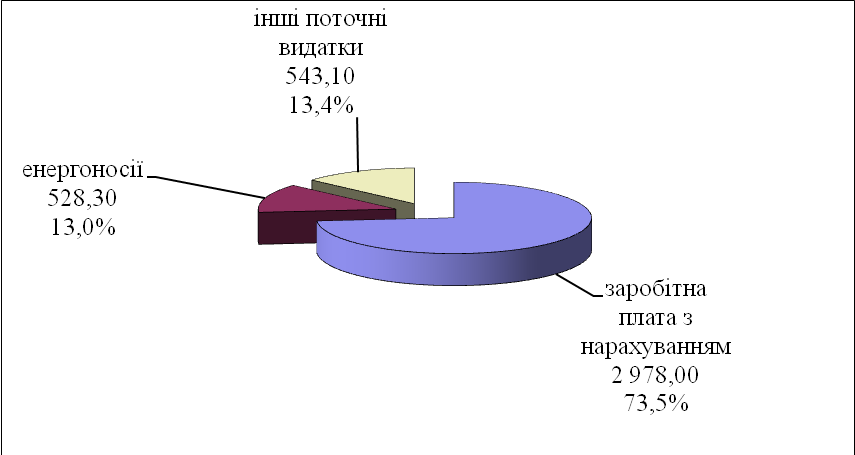 інші поточні
видатки
543,10
13,4%
енергоносії
528,30
13,0%
заробітна
плата з
нарахуванням
2 978,00
73,5%